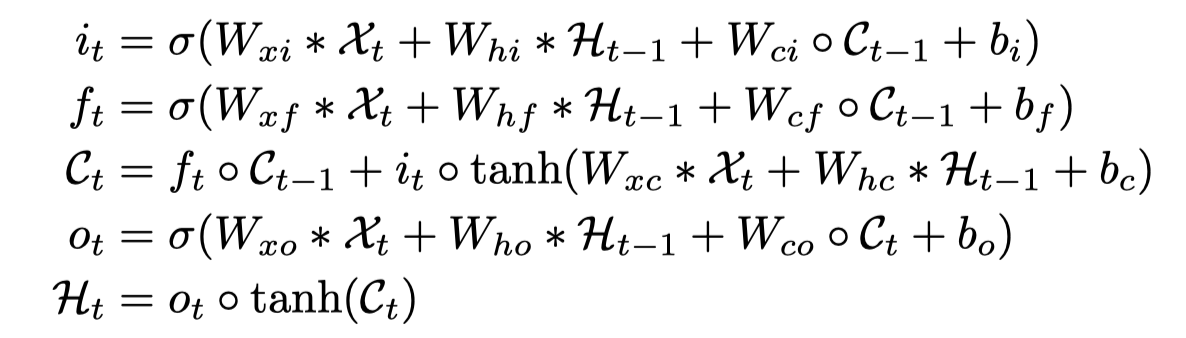 i_t = σ(W_{xi} * 𝒳_t + W_{hi} * ℋ_{t−1} + W_{ci} ∘ 𝒞_{t−1} + b_i)
f_t = σ(W_{xf} * 𝒳_t + W_{hf} * ℋ_{t−1} + W_{cf} ∘ 𝒞_{t−1} + b_f)
𝒞_t = f_t ∘ 𝒞_{t−1} + i_t ∘ tanh(W_{xc} * 𝒳_t + W_{hc} * ℋ_{t−1} + b_c)
o_t = σ(W_{xo} * 𝒳_t + W_{ho} * ℋ_{t−1} + W_{co} ∘ 𝒞_t + b_o)
ℋ_t = o_t ∘ tanh(𝒞_t)